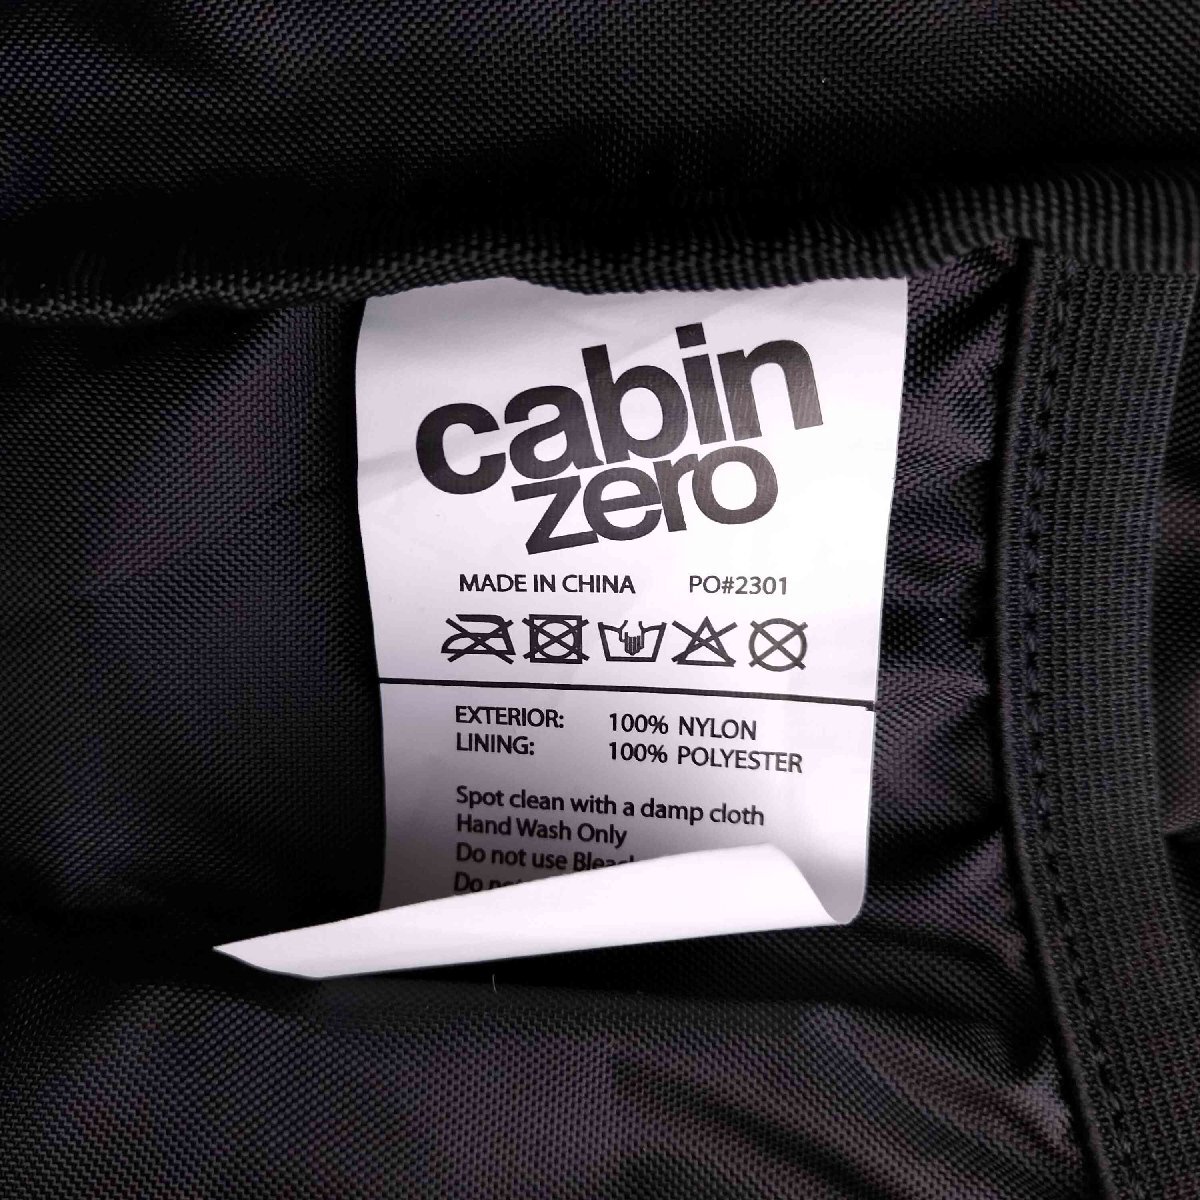 cabin
zero
MADE IN CHINA PO#2301
EXTERIOR: 100% NYLON
LINING: 100% POLYESTER
Spot clean with a damp cloth
Hand Wash Only
Do not use
Do